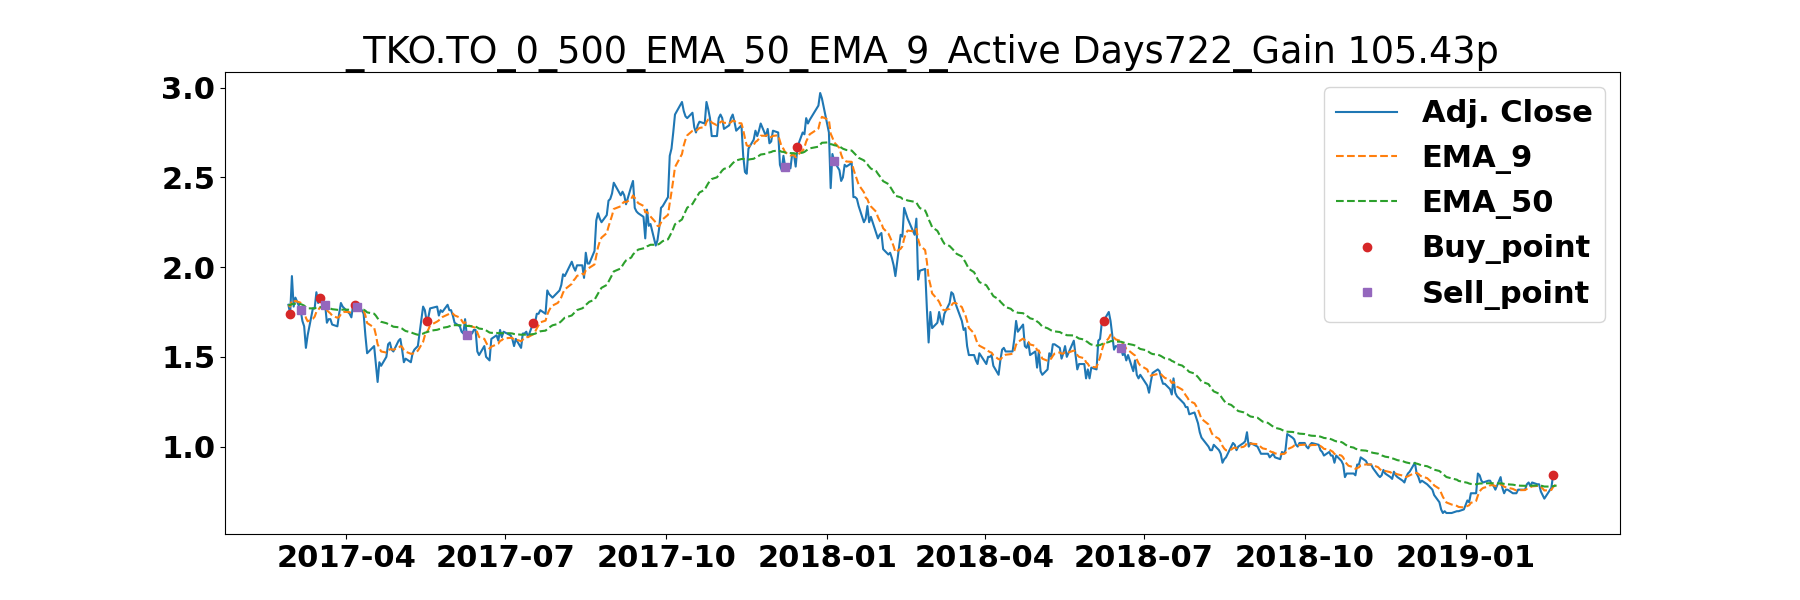 _TKO.TO_0_500_EMA_50_EMA_9_Active Days722_Gain 105.43p
3.0
2.5
2.0
1.5
1.0
Adj. Close
EMA_9
EMA_50
Buy_point
Sell_point
2017-04 2017-07 2017-10 2018-01 2018-04 2018-07 2018-10 2019-01